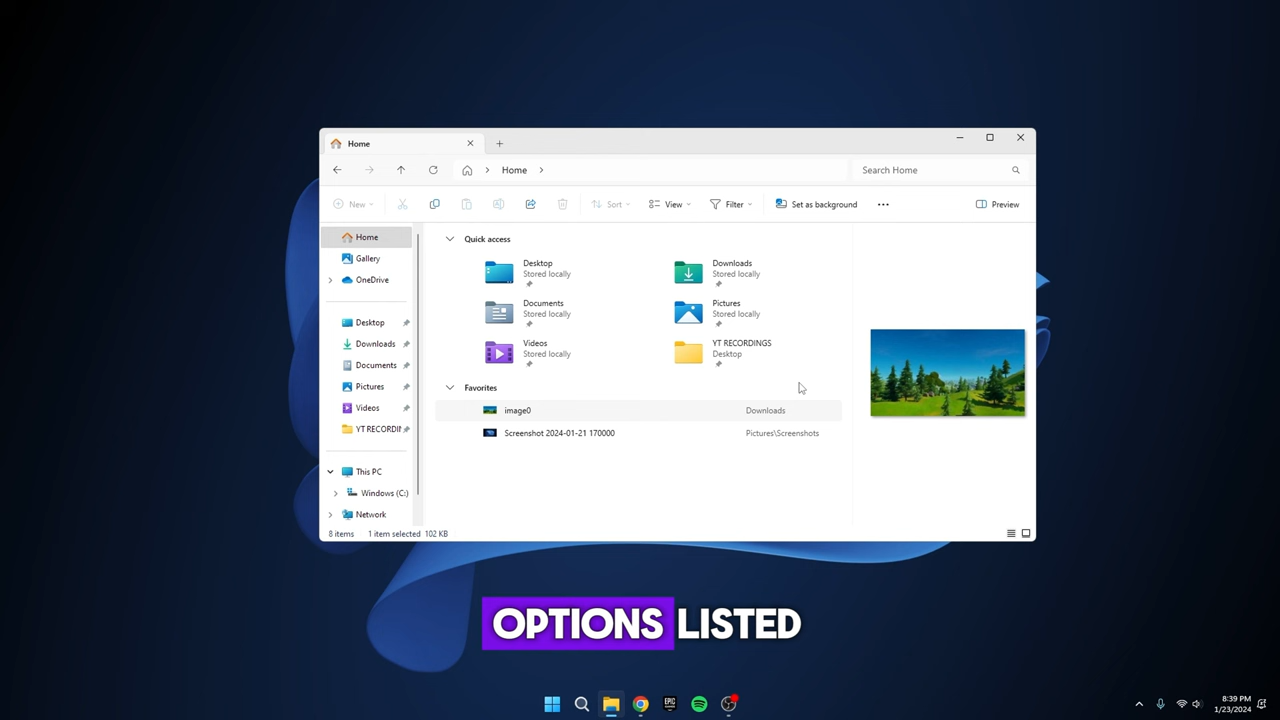 Home
Home
Search Home
New
Sort
View
Filter
Set as background
Preview
Home
Gallery
OneDrive
Desktop
Downloads
Documents
Pictures
Videos
YT RECORDIN
This PC
Windows (C:)
Network
Quick access
Desktop
Stored locally
Downloads
Stored locally
Documents
Stored locally
Pictures
Stored locally
Videos
Stored locally
YT RECORDINGS
Desktop
Favorites
image0 Downloads
Screenshot 2024-01-21 170000 Pictures\Screenshots
8 items 1 item selected 102 KB
OPTIONS LISTED
EPIC
8:39 PM
1/23/2024